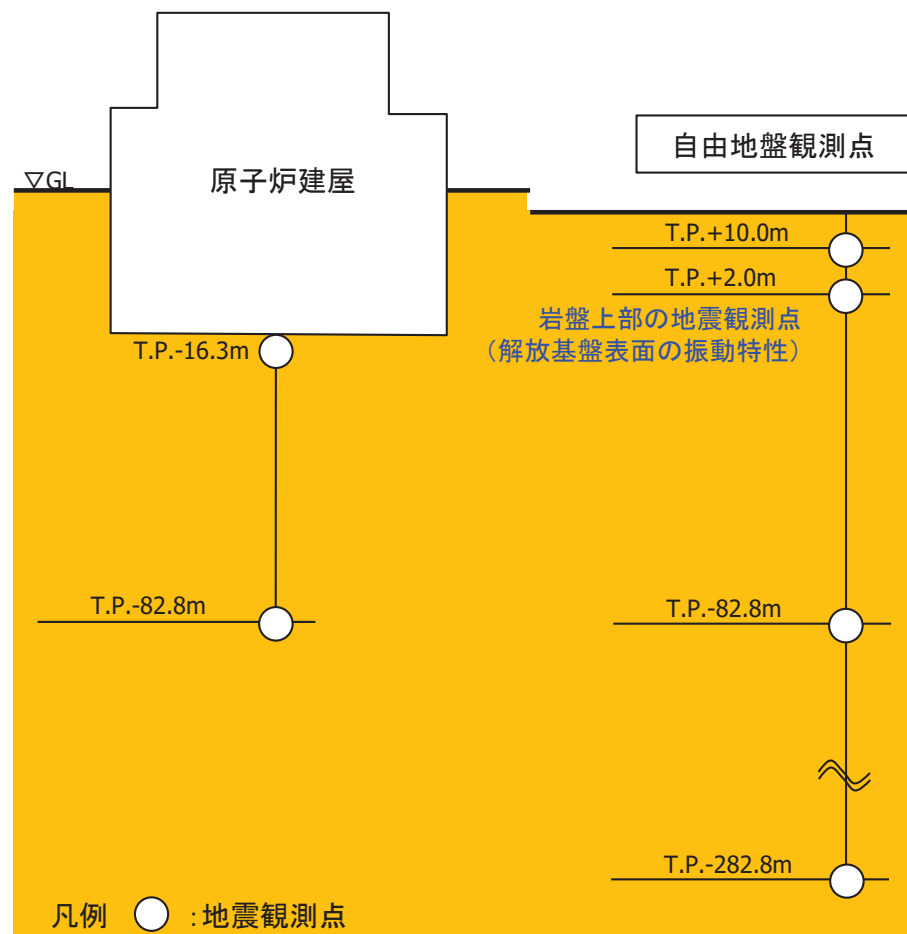 原子炉建屋
自由地盤観測点
▽GL
T.P.+10.0m
T.P.+2.0m
岩盤上部の地震観測点
（解放基盤表面の振動特性）
T.P.-16.3m
T.P.-82.8m
T.P.-82.8m
T.P.-282.8m
凡例 ○ :地震観測点